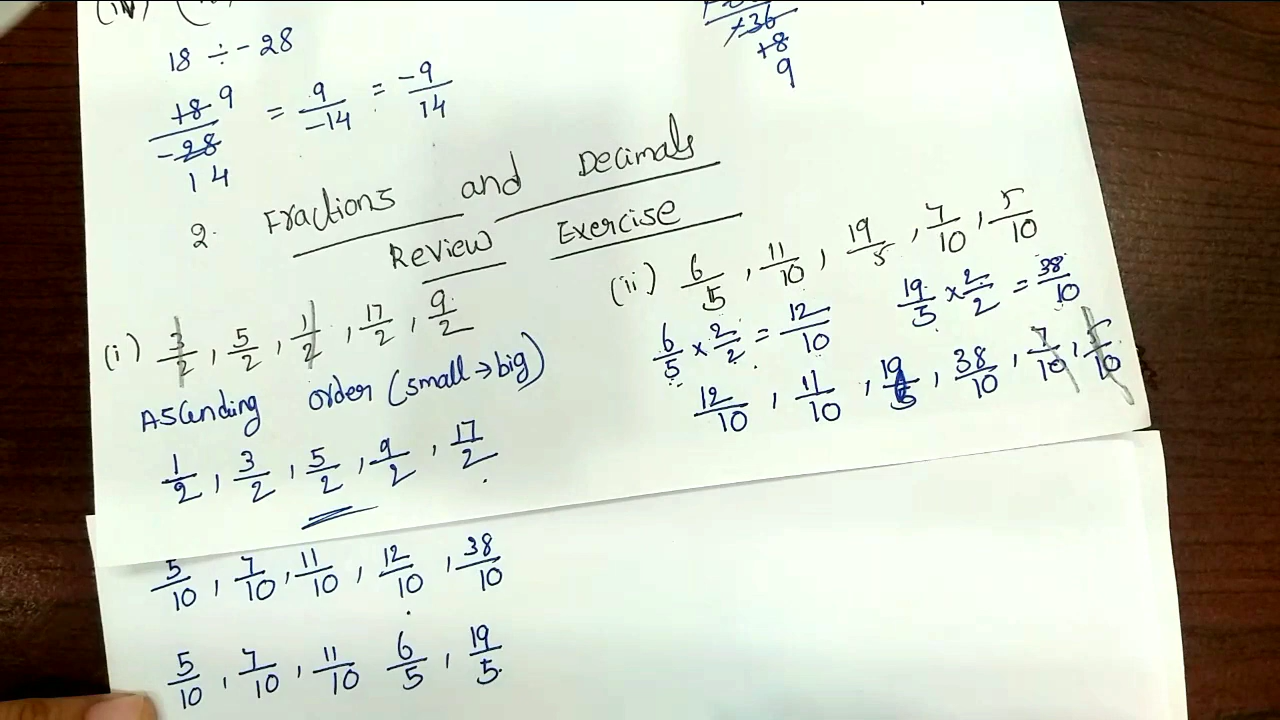 (iv)
18 ÷ -28
18 9 / -28 14 = 9/-14 = -9/14
-36
+8
9
2. Fractions and Decimals
Review Exercise
(i) 3/2, 5/2, 1/2, 17/2, 9/2
Ascending order (small→big)
1/2, 3/2, 5/2, 9/2, 17/2
(ii) 6/5, 11/10, 19/5, 7/10, 5/10
6/5 × 2/2 = 12/10
19/5 × 2/2 = 38/10
12/10, 11/10, 19/5, 38/10, 7/10, 5/10
5/10, 7/10, 11/10, 12/10, 38/10
5/10, 7/10, 11/10 6/5, 19/5